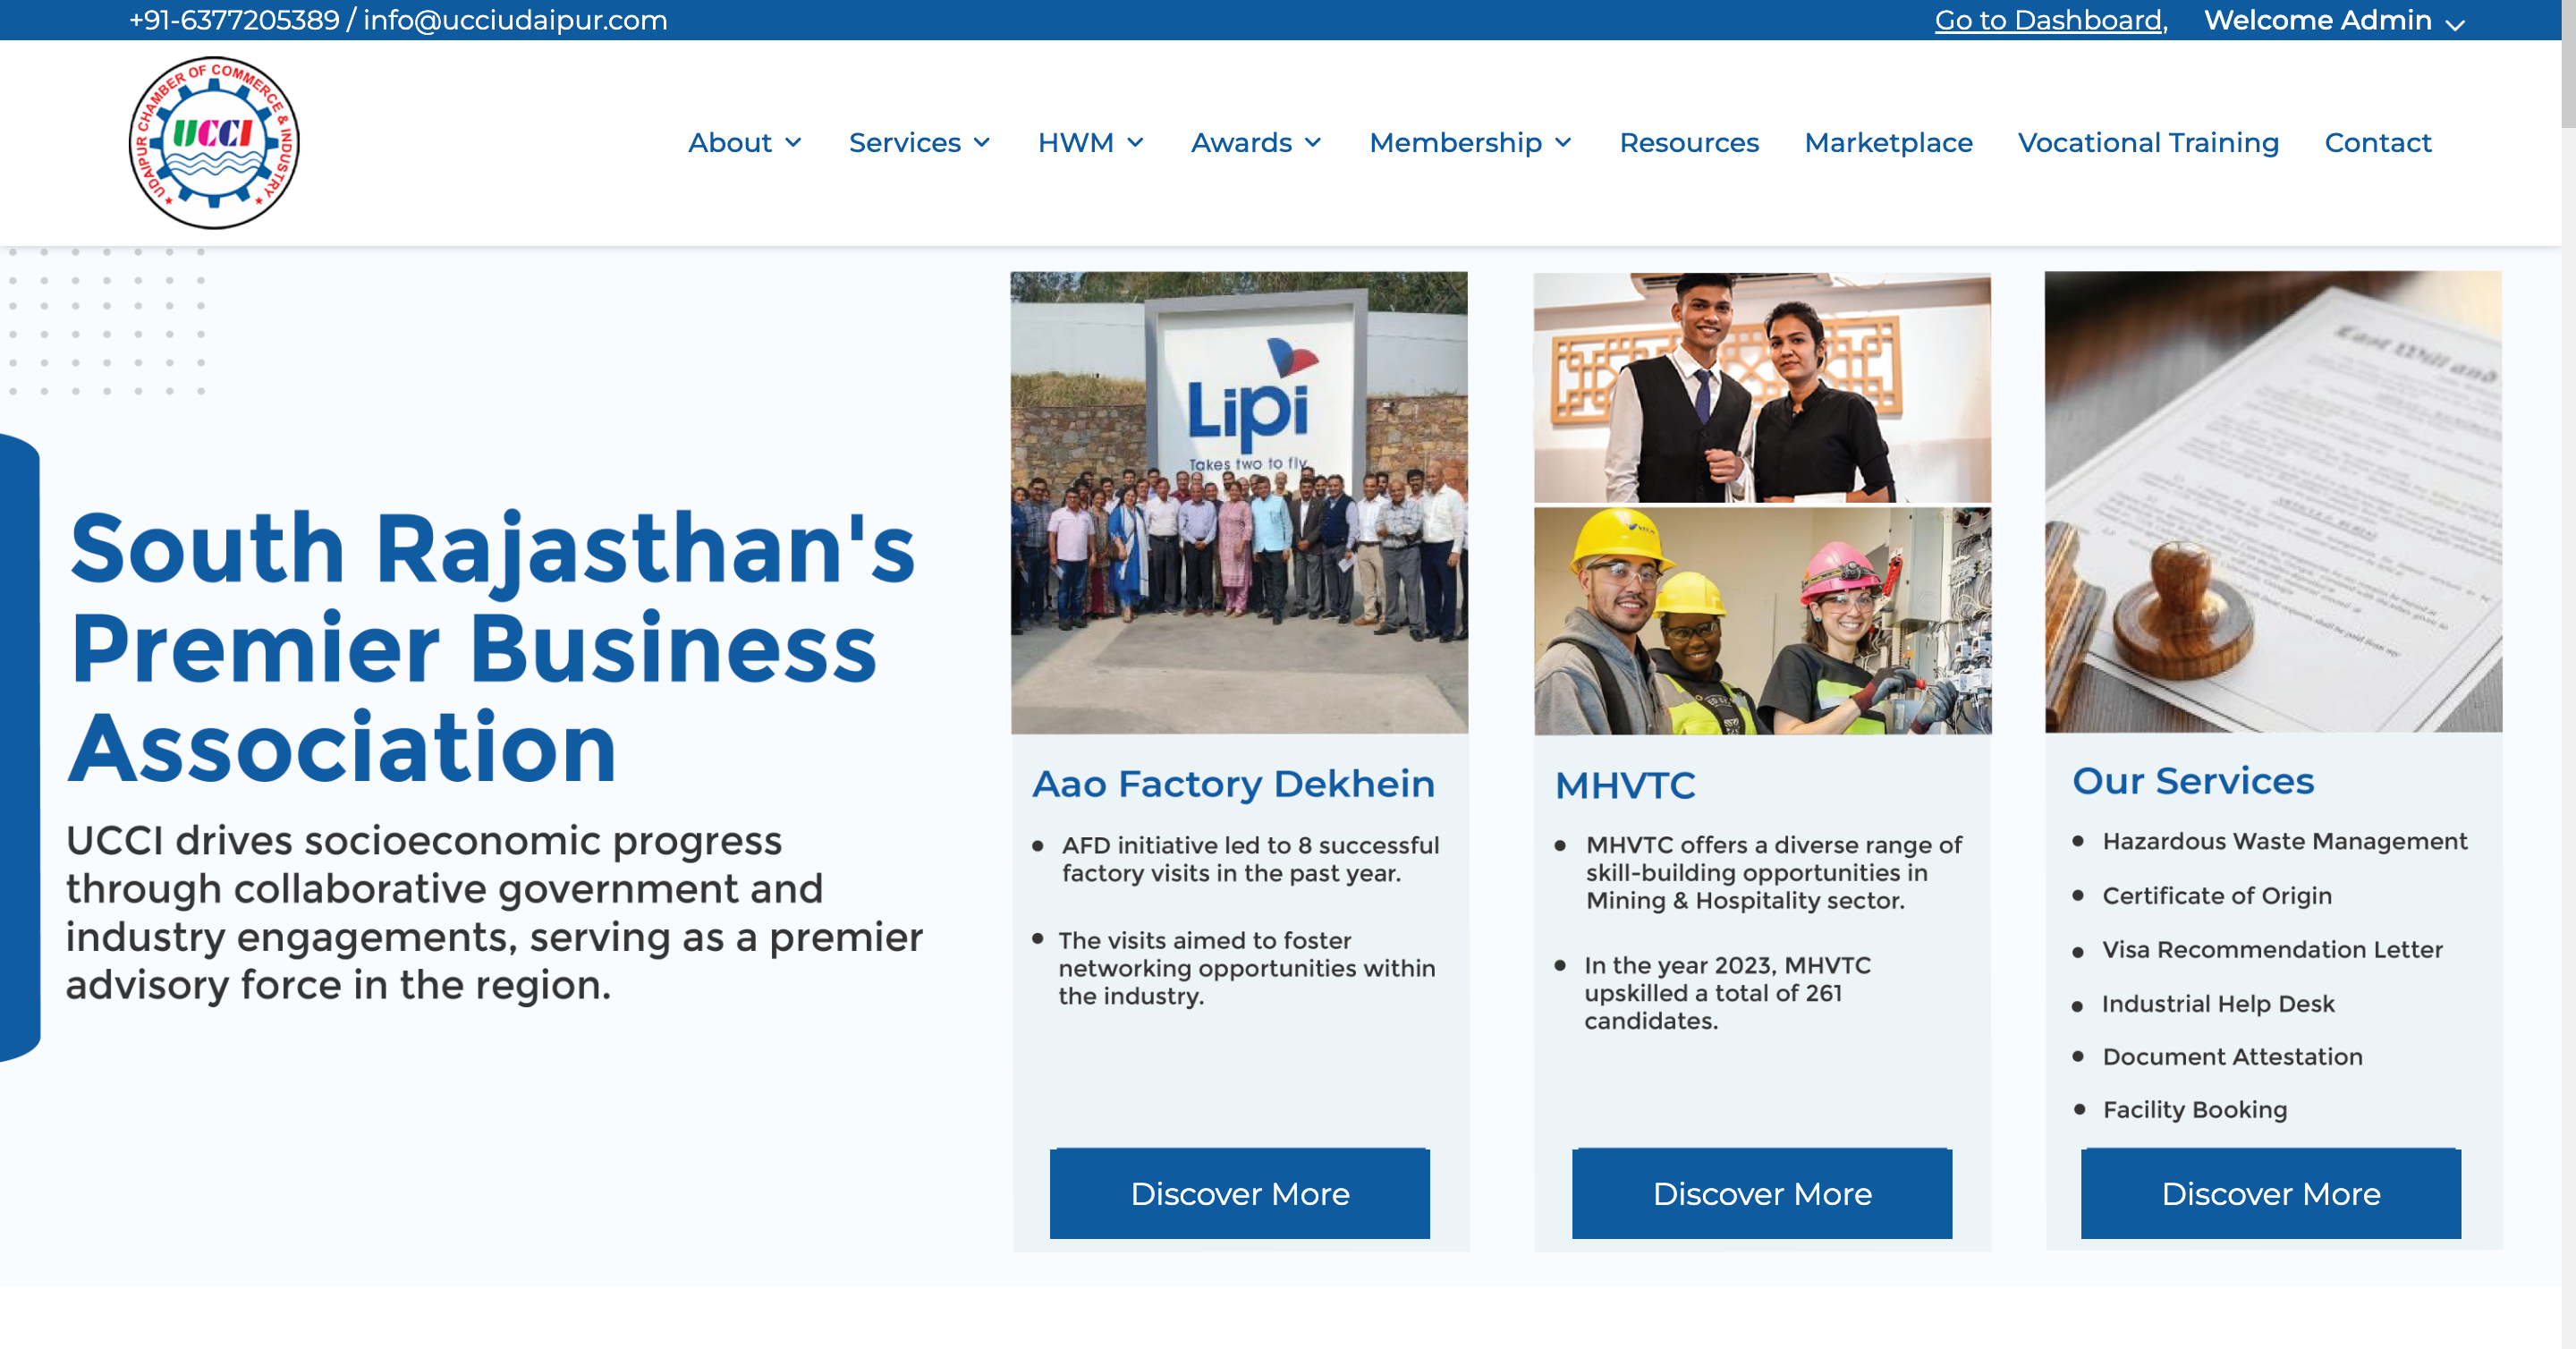 +91-6377205389 / info@ucciudaipur.com
Go to Dashboard,
Welcome Admin
UDAIPUR CHAMBER OF COMMERCE & INDUSTRY
UCCI
About
Services
HWM
Awards
Membership
Resources
Marketplace
Vocational Training
Contact
South Rajasthan's
Premier Business
Association
UCCI drives socioeconomic progress
through collaborative government and
industry engagements, serving as a premier
advisory force in the region.
Lipi
Takes two to fly
Aao Factory Dekhein
AFD initiative led to 8 successful
factory visits in the past year.
The visits aimed to foster
networking opportunities within
the industry.
Discover More
MHVTC
MHVTC offers a diverse range of
skill-building opportunities in
Mining & Hospitality sector.
In the year 2023, MHVTC
upskilled a total of 261
candidates.
Discover More
Last Will and
Our Services
Hazardous Waste Management
Certificate of Origin
Visa Recommendation Letter
Industrial Help Desk
Document Attestation
Facility Booking
Discover More